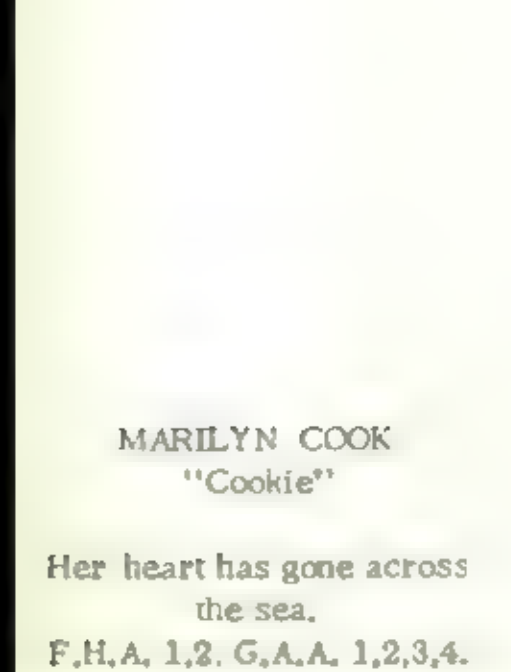 MARILYN COOK
"Cookie"
Her heart has gone across
the sea.
F.H.A. 1,2. G.A.A. 1,2,3,4.